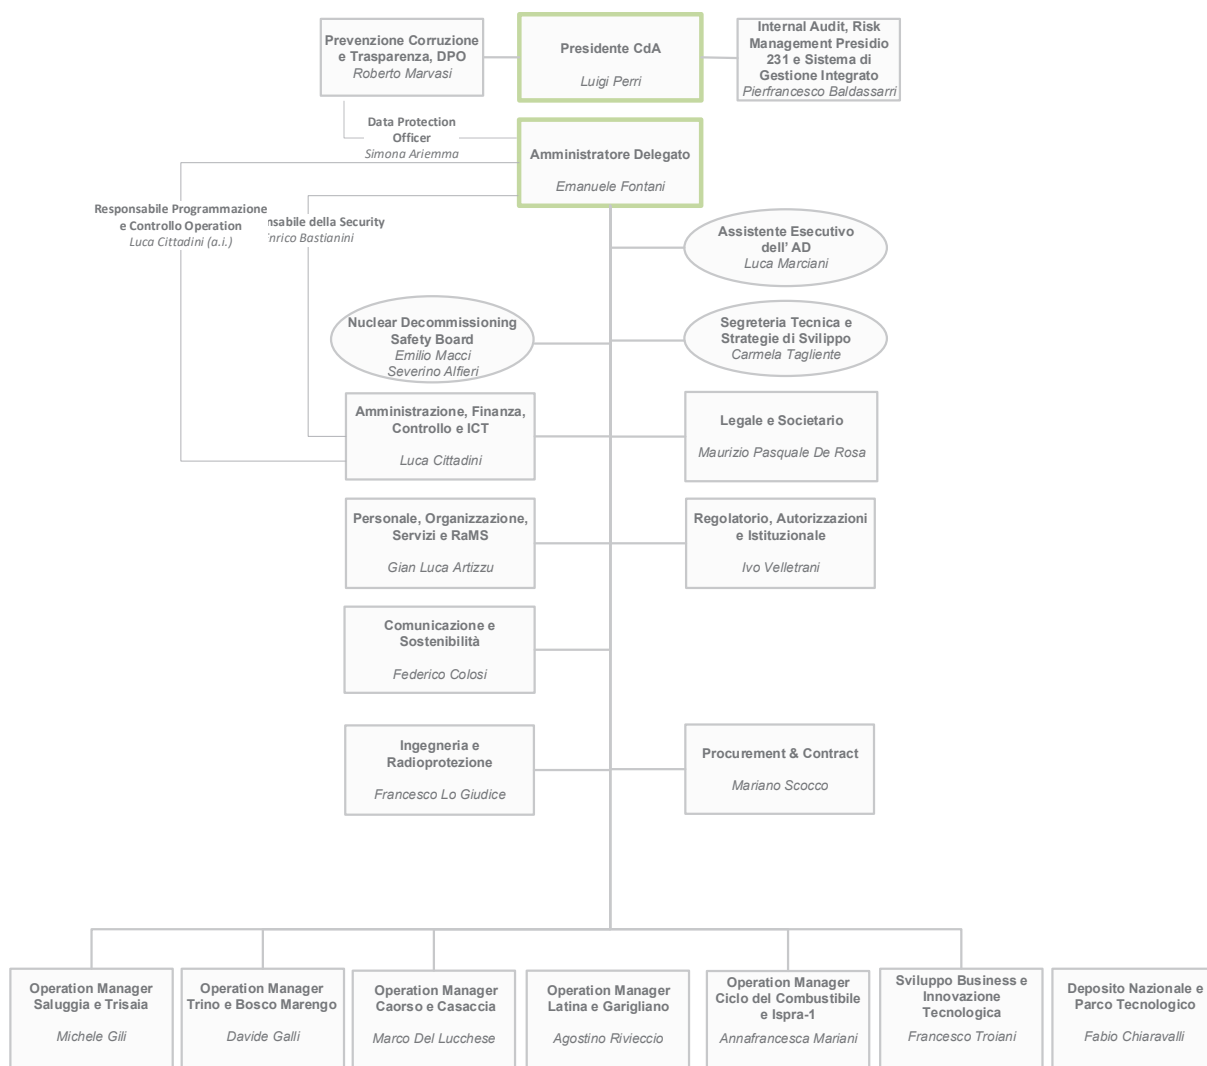 Prevenzione Corruzione
e Trasparenza, DPO
Roberto Marvasi
Presidente CdA
Luigi Perri
Internal Audit, Risk
Management Presidio
231 e Sistema di
Gestione Integrato
Pierfrancesco Baldassarri
Data Protection
Officer
Simona Ariemma
Amministratore Delegato
Emanuele Fontani
Responsabile Programmazione
e Controllo Operation
Luca Cittadini (a.i.)
della Security
Bastianini
Assistente Esecutivo
dell' AD
Luca Marciani
Nuclear Decommissioning
Safety Board
Emilio Macci
Severino Alfieri
Segreteria Tecnica e
Strategie di Sviluppo
Carmela Tagliente
Amministrazione, Finanza,
Controllo e ICT
Luca Cittadini
Legale e Societario
Maurizio Pasquale De Rosa
Personale, Organizzazione,
Servizi e RaMS
Gian Luca Artizzu
Regolatorio, Autorizzazioni
e Istituzionale
Ivo Velletrani
Comunicazione e
Sostenibilità
Federico Colosi
Ingegneria e
Radioprotezione
Francesco Lo Giudice
Procurement & Contract
Mariano Scocco
Operation Manager
Saluggia e Trisaia
Michele Gili
Operation Manager
Trino e Bosco Marengo
Davide Galli
Operation Manager
Caorso e Casaccia
Marco Del Lucchese
Operation Manager
Latina e Garigliano
Agostino Rivieccio
Operation Manager
Ciclo del Combustibile
e Ispra-1
Annafrancesca Mariani
Sviluppo Business e
Innovazione
Tecnologica
Francesco Troiani
Deposito Nazionale e
Parco Tecnologico
Fabio Chiaravalli